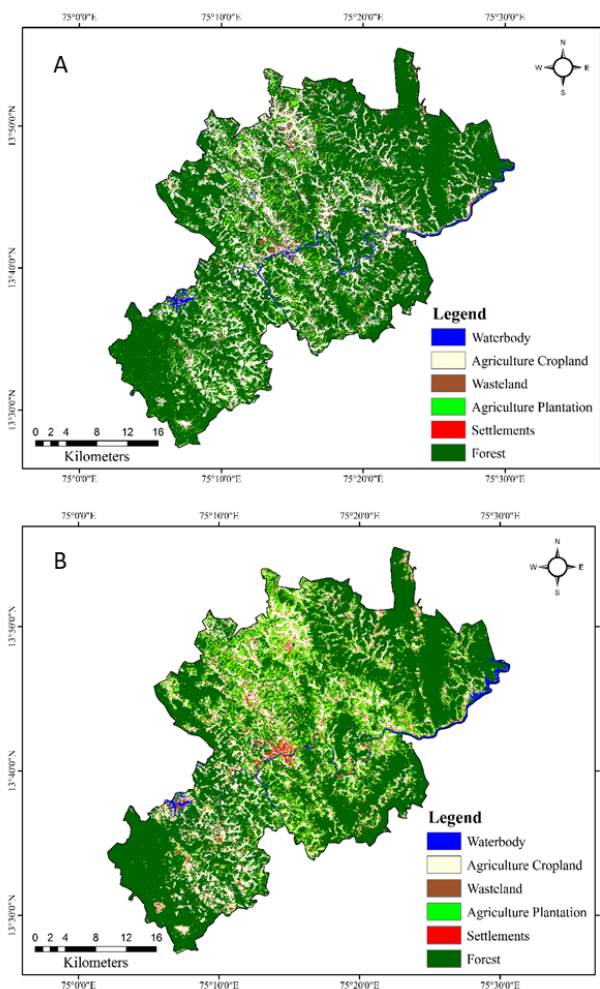 75°0'0"E 75°10'0"E 75°20'0"E 75°30'0"E
A
N
W E
S
13°50'0"N
13°40'0"N
13°30'0"N
Legend
Waterbody
Agriculture Cropland
Wasteland
Agriculture Plantation
Settlements
Forest
0 2 4 8 12 16
Kilometers
75°0'0"E 75°10'0"E 75°20'0"E 75°30'0"E
75°0'0"E 75°10'0"E 75°20'0"E 75°30'0"E
B
N
W E
S
13°50'0"N
13°40'0"N
13°30'0"N
Legend
Waterbody
Agriculture Cropland
Wasteland
Agriculture Plantation
Settlements
Forest
0 2 4 8 12 16
Kilometers
75°0'0"E 75°10'0"E 75°20'0"E 75°30'0"E